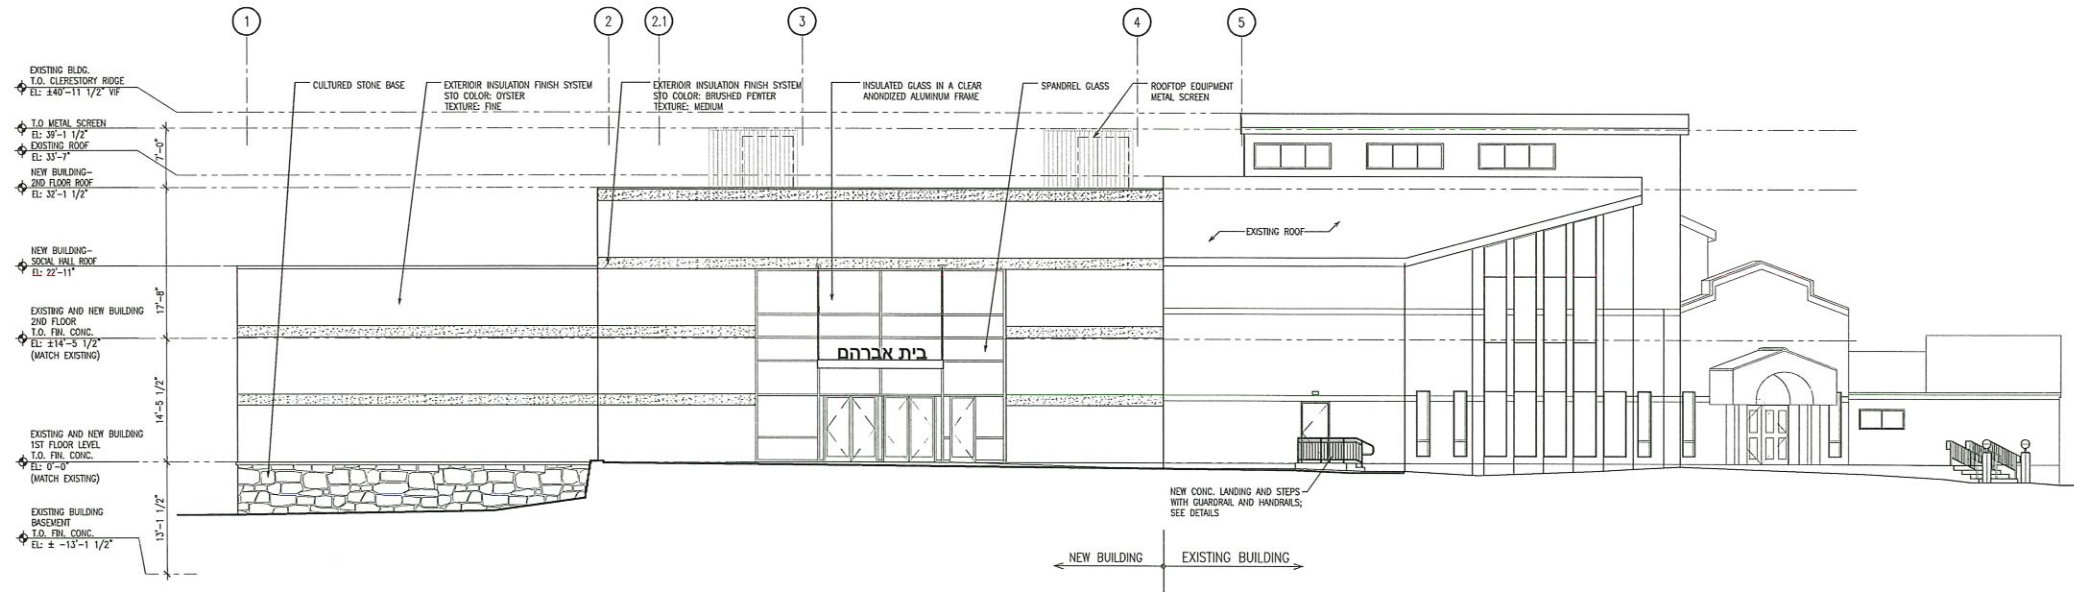 1
2
2.1
3
4
5
EXISTING BLDG.
T.O. CLERESTORY RIDGE
EL: ±40'-11 1/2" VIF
T.O METAL SCREEN
EL: 39'-1 1/2"
EXISTING ROOF
EL: 33'-7"
NEW BUILDING-
2ND FLOOR ROOF
EL: 32'-1 1/2"
NEW BUILDING-
SOCIAL HALL ROOF
EL: 22'-11"
EXISTING AND NEW BUILDING
2ND FLOOR
T.O. FIN. CONC.
EL: ±14'-5 1/2"
(MATCH EXISTING)
EXISTING AND NEW BUILDING
1ST FLOOR LEVEL
T.O. FIN. CONC.
EL: 0'-0"
(MATCH EXISTING)
EXISTING BUILDING
BASEMENT
T.O. FIN. CONC.
EL: ± -13'-1 1/2"
7'-0"
17'-8"
14'-5 1/2"
13'-1 1/2"
CULTURED STONE BASE
EXTERIOR INSULATION FINISH SYSTEM
STO COLOR: OYSTER
TEXTURE: FINE
EXTERIOIR INSULATION FINISH SYSTEM
STO COLOR: BRUSHED PEWTER
TEXTURE: MEDIUM
INSULATED GLASS IN A CLEAR
ANONDIZED ALUMINUM FRAME
SPANDREL GLASS
ROOFTOP EQUIPMENT
METAL SCREEN
EXISTING ROOF
בית אברהם
NEW CONC. LANDING AND STEPS
WITH GUARDRAIL AND HANDRAILS;
SEE DETAILS
NEW BUILDING
EXISTING BUILDING